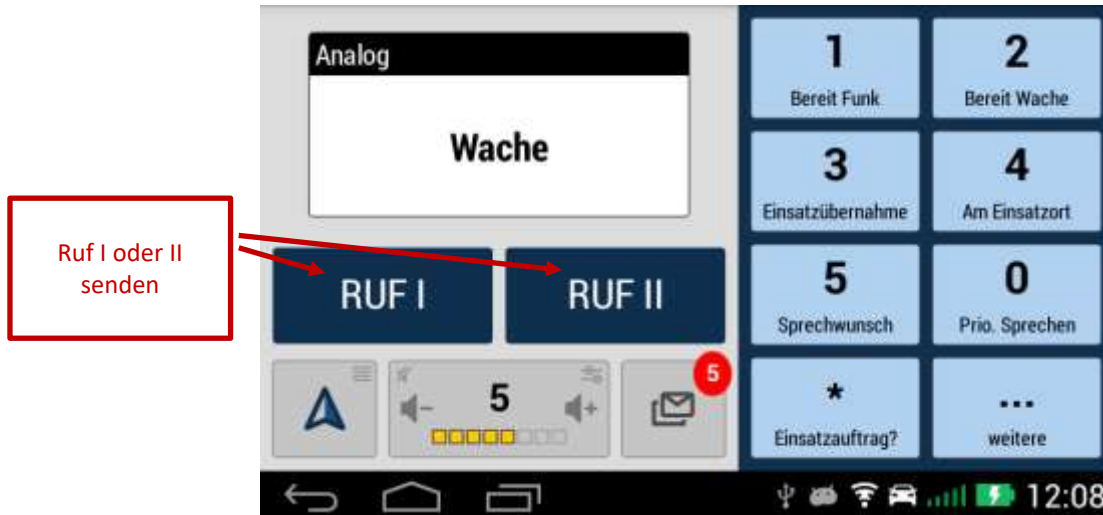 Analog
Wache
Ruf I oder II
senden
RUF I
RUF II
5
5
1
Bereit Funk
2
Bereit Wache
3
Einsatzübernahme
4
Am Einsatzort
5
Sprechwunsch
0
Prio. Sprechen
*
Einsatzauftrag?
...
weitere
12:08